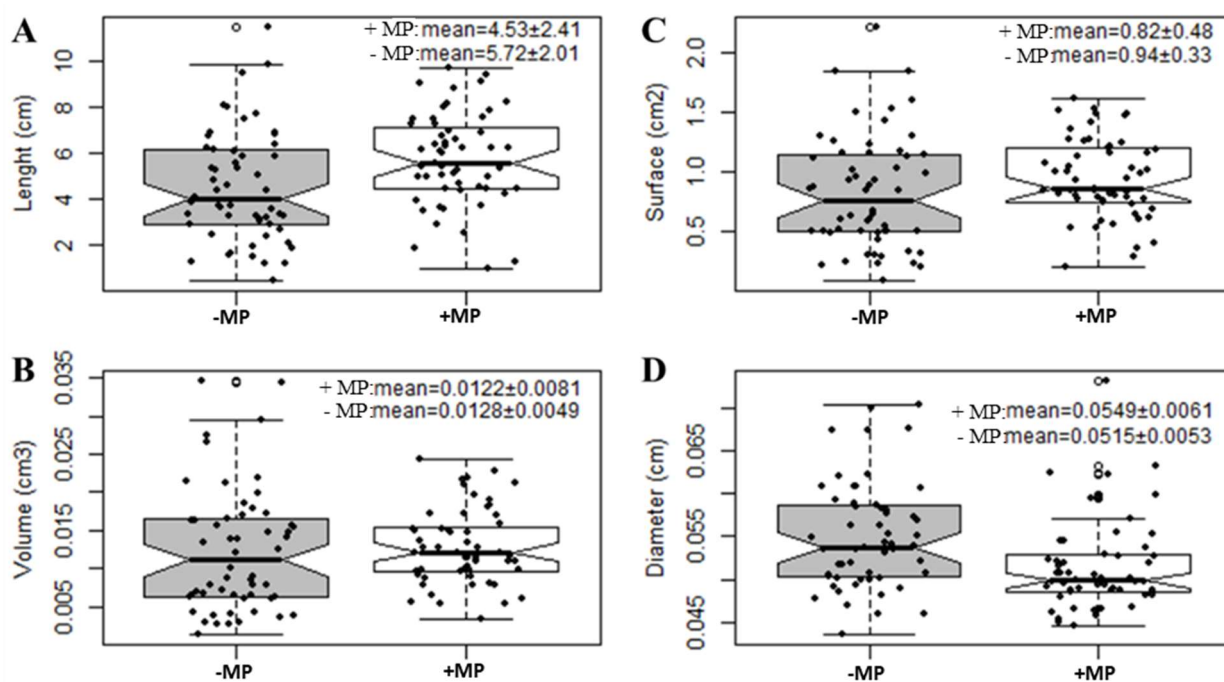 A
+ MP:mean=4.53±2.41
- MP:mean=5.72±2.01
Lenght (cm)
10
8
6
4
2
-MP
+MP
C
+ MP:mean=0.82±0.48
- MP:mean=0.94±0.33
Surface (cm2)
2.0
1.5
1.0
0.5
-MP
+MP
B
+ MP:mean=0.0122±0.0081
- MP:mean=0.0128±0.0049
Volume (cm3)
0.035
0.025
0.015
0.005
-MP
+MP
D
+ MP:mean=0.0549±0.0061
- MP:mean=0.0515±0.0053
Diameter (cm)
0.065
0.055
0.045
-MP
+MP